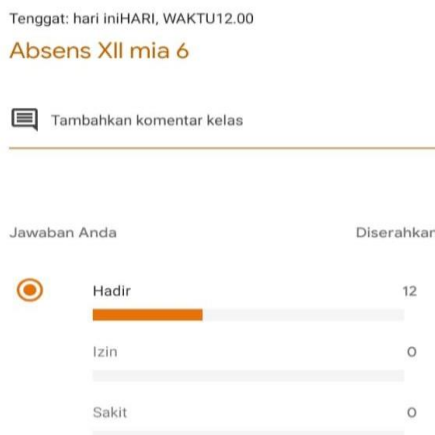 Tenggat: hari iniHARI, WAKTU12.00
Absens XII mia 6
Tambahkan komentar kelas
Jawaban Anda Diserahkan
Hadir 12
Izin 0
Sakit 0